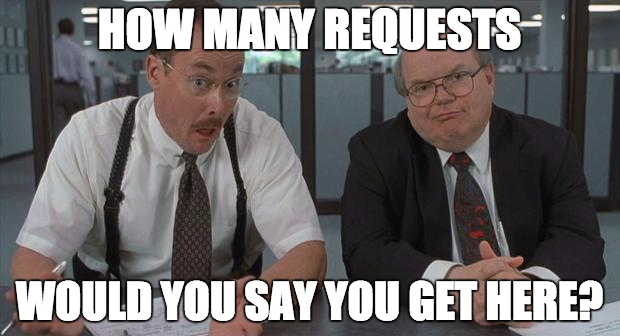 HOW MANY REQUESTS
WOULD YOU SAY YOU GET HERE?